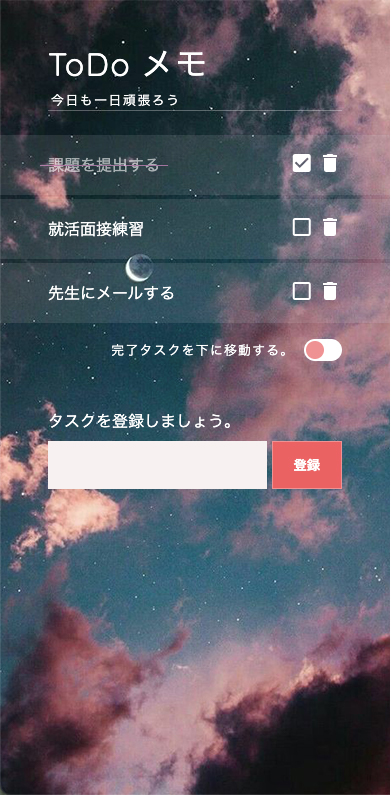 ToDo メモ
今日も一日頑張ろう
課題を提出する
就活面接練習
先生にメールする
完了タスクを下に移動する。
タスクを登録しましょう。
登録